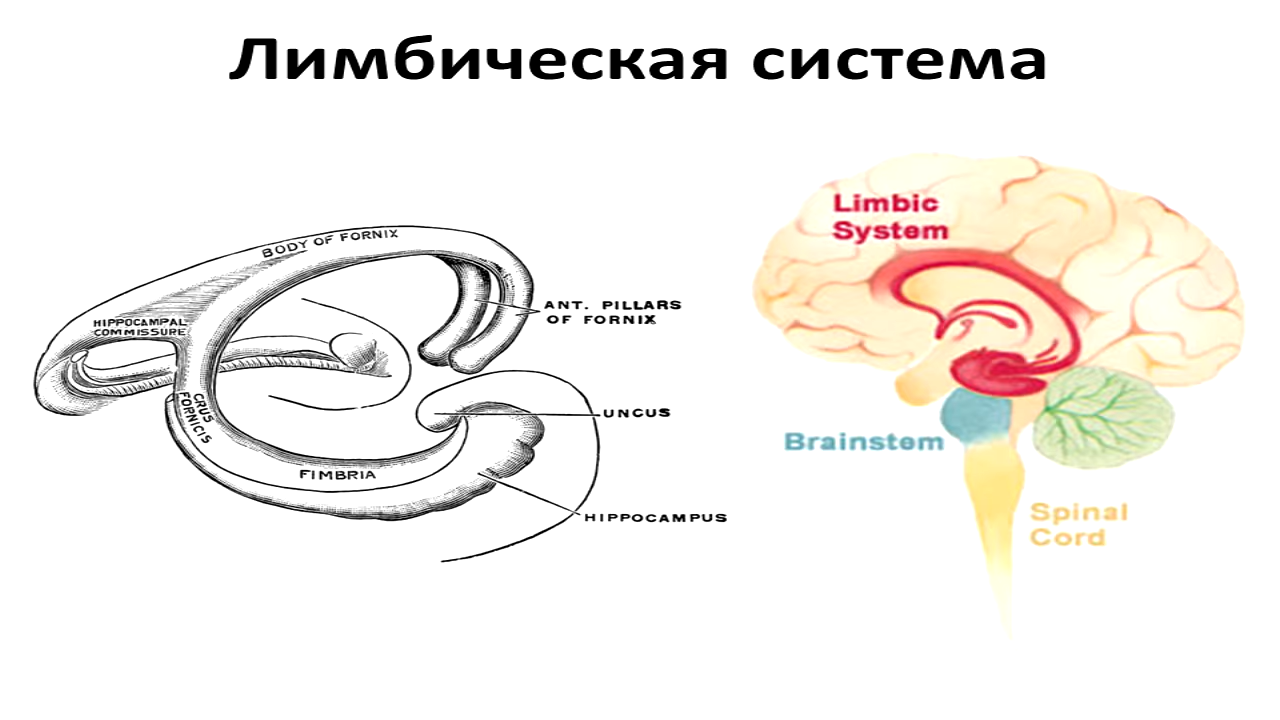 Лимбическая система
BODY OF FORNIX
HIPPOCAMPAL
COMMISSURE
CRUS
FORNICIS
FIMBRIA
ANT. PILLARS
OF FORNIX
UNCUS
HIPPOCAMPUS
Limbic
System
Brainstem
Spinal
Cord